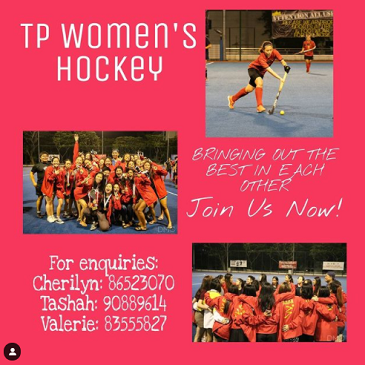 TP WOMEN'S
HOCKEY
BRINGING OUT THE
BEST IN EACH
OTHER
Join Us Now!
For enquiries:
Cherilyn: 86523070
Tashah: 90889614
Valerie: 83555827